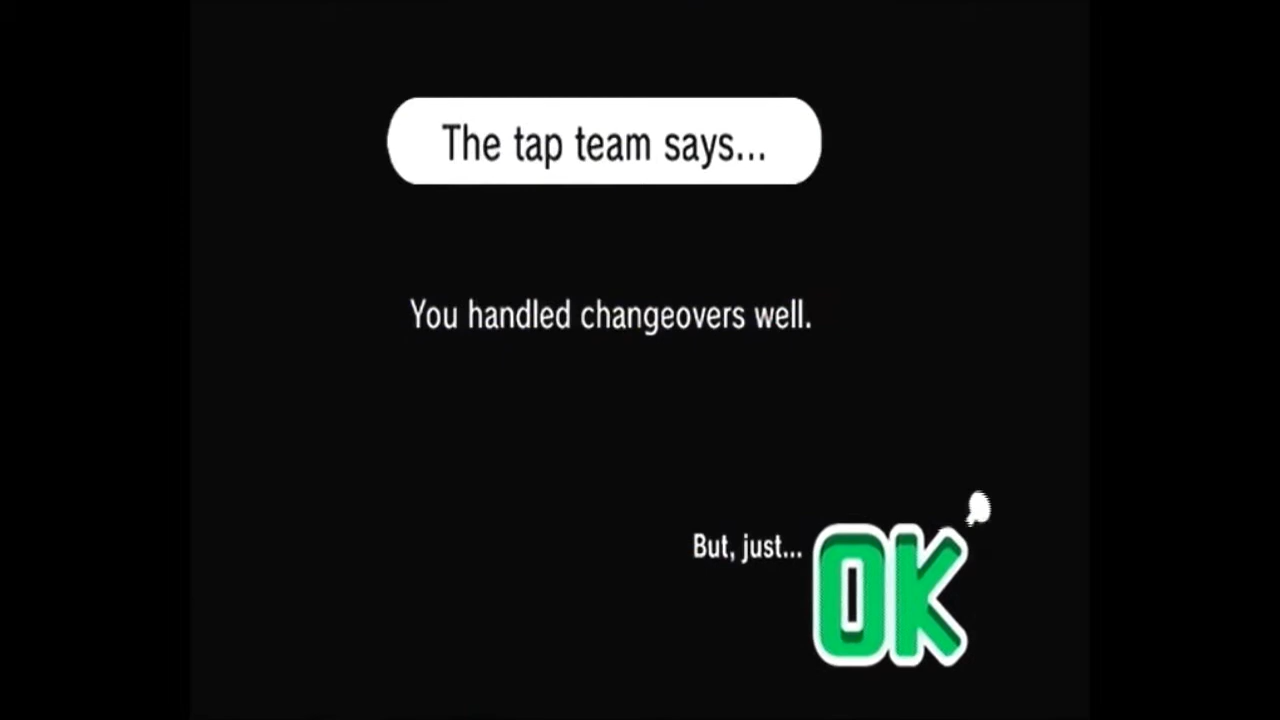 The tap team says...
You handled changeovers well.
But, just... OK